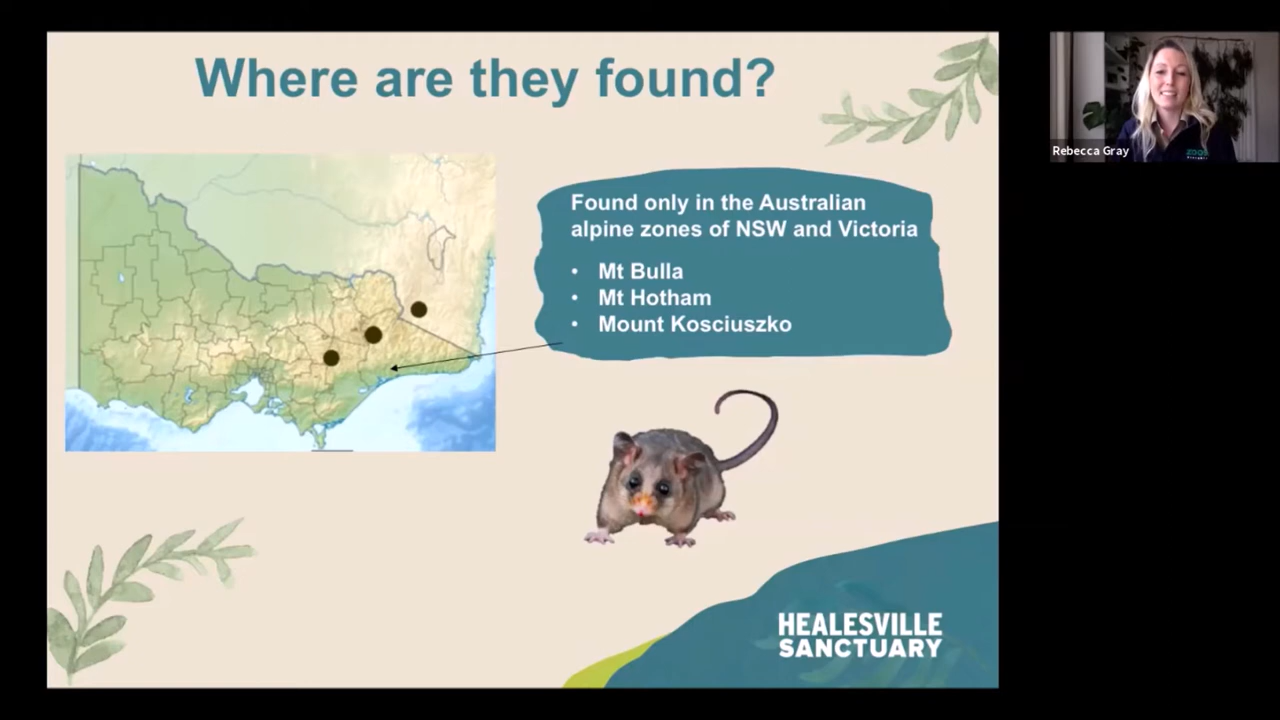 Where are they found?
Found only in the Australian
alpine zones of NSW and Victoria
• Mt Bulla
• Mt Hotham
• Mount Kosciuszko
HEALESVILLE
SANCTUARY
Rebecca Gray